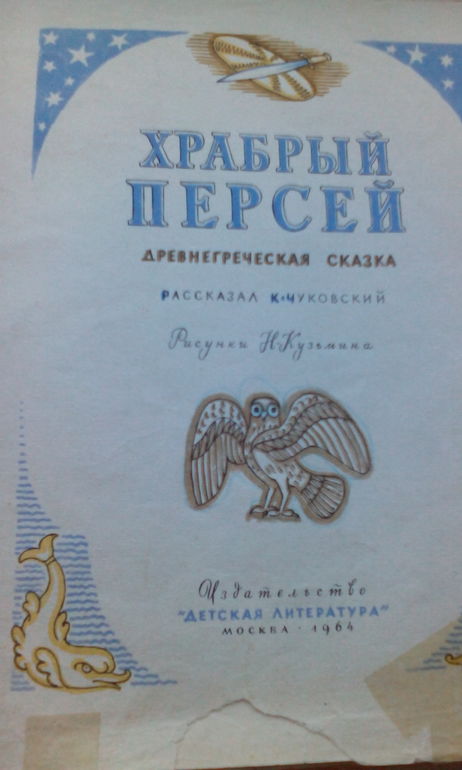 ХРАБРЫЙ
ПЕРСЕЙ
ДРЕВНЕГРЕЧЕСКАЯ СКАЗКА
РАССКАЗАЛ К•ЧУКОВСКИЙ
Рисунки Н•Кузьмина
Издательство
"ДЕТСКАЯ ЛИТЕРАТУРА"
МОСКВА • 1964